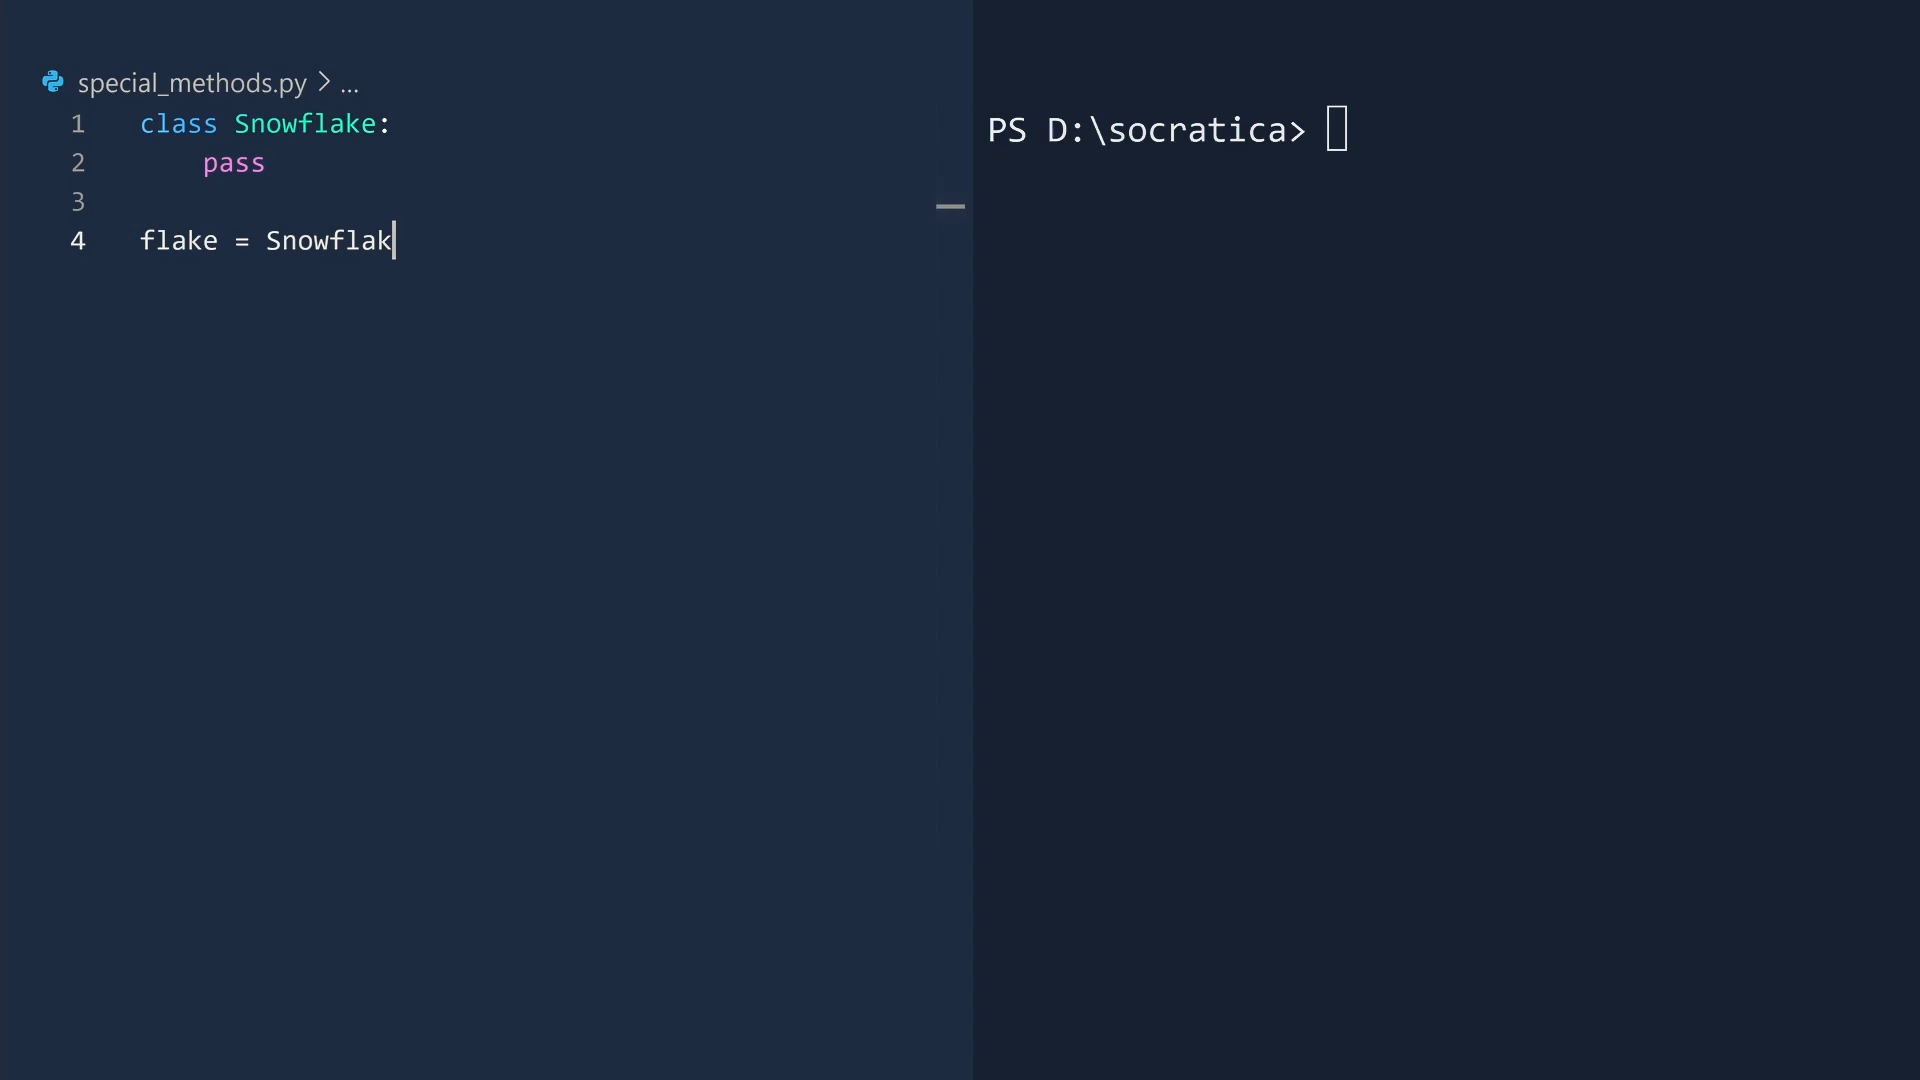 special_methods.py > ...
1 class Snowflake:
2     pass
3
4 flake = Snowflak
PS D:\socratica>